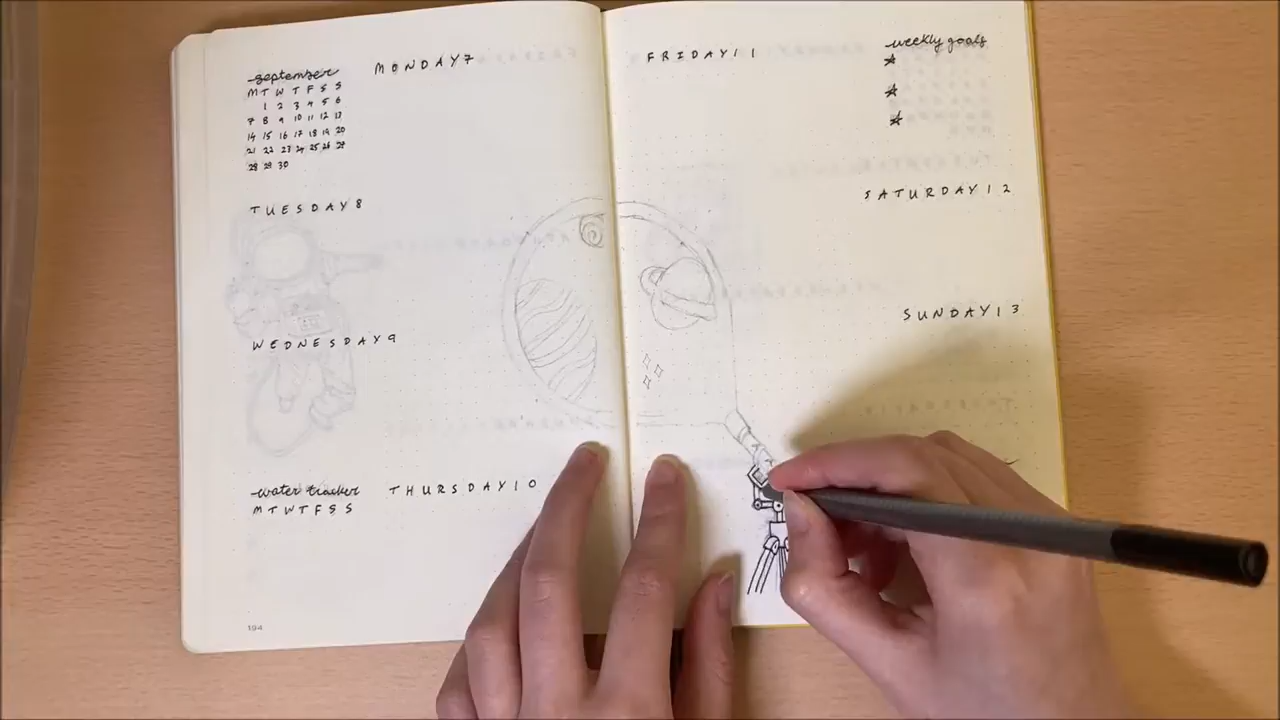 september
M T W T F S S
1 2 3 4 5 6
7 8 9 10 11 12 13
14 15 16 17 18 19 20
21 22 23 24 25 26 27
28 29 30
MONDAY 7
TUESDAY 8
WEDNESDAY 9
water tracker
M T W T F S S
THURSDAY 10
194
FRIDAY 11
weekly goals
SATURDAY 12
SUNDAY 13